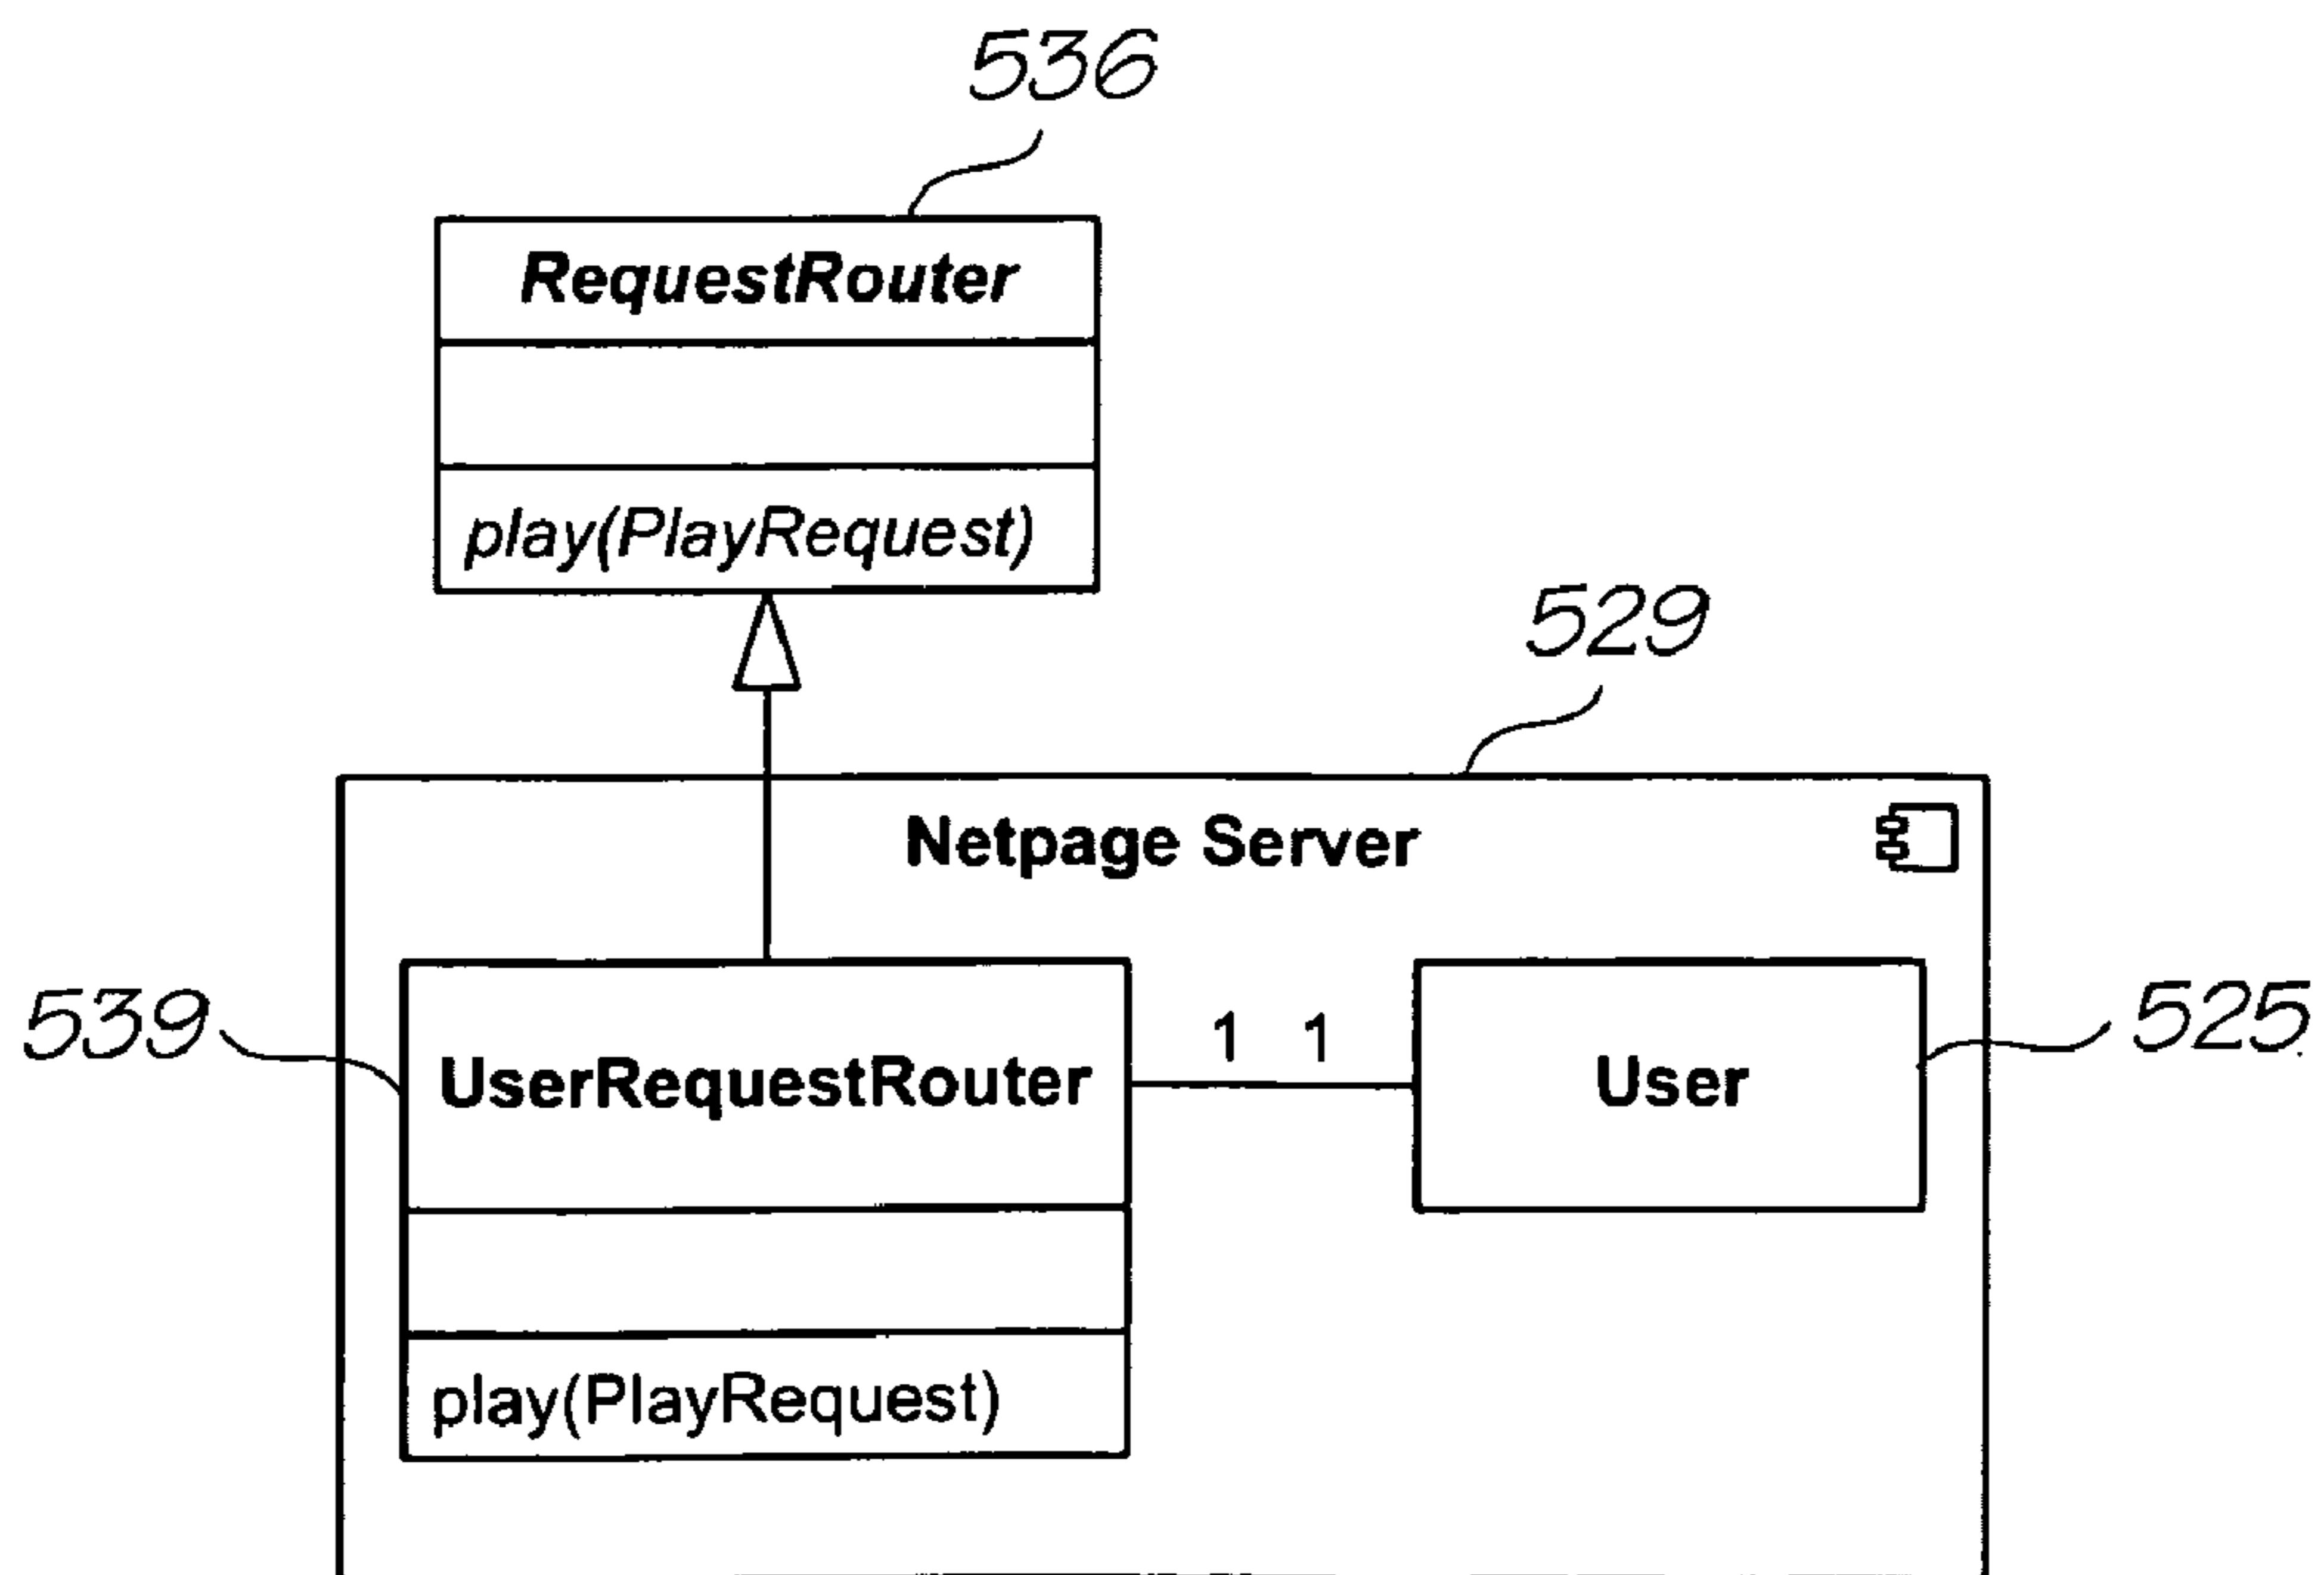 536
RequestRouter
play(PlayRequest)
529
Netpage Server
539
UserRequestRouter
1 1
User
525
play(PlayRequest)